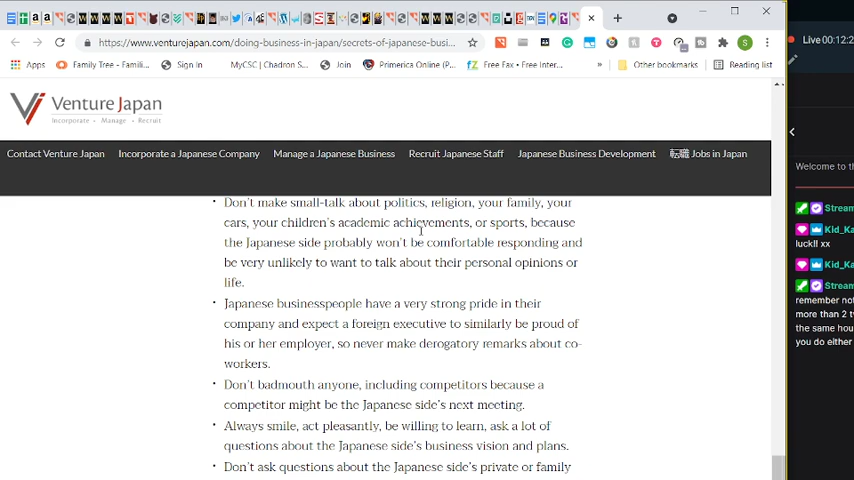 Live 00:12:2
https://www.venturejapan.com/doing-business-in-japan/secrets-of-japanese-busi...
Apps
Family Tree - Famili...
Sign In
MyCSC | Chadron S...
Join
Primerica Online (P...
Free Fax • Free Inter...
»
Other bookmarks
Reading list
Venture Japan
Incorporate • Manage • Recruit
Welcome to th
Contact Venture Japan
Incorporate a Japanese Company
Manage a Japanese Business
Recruit Japanese Staff
Japanese Business Development
転職 Jobs in Japan
• Don't make small-talk about politics, religion, your family, your
cars, your children's academic achievements, or sports, because
the Japanese side probably won't be comfortable responding and
be very unlikely to want to talk about their personal opinions or
life.
• Japanese businesspeople have a very strong pride in their
company and expect a foreign executive to similarly be proud of
his or her employer, so never make derogatory remarks about co-
workers.
• Don't badmouth anyone, including competitors because a
competitor might be the Japanese side's next meeting.
• Always smile, act pleasantly, be willing to learn, ask a lot of
questions about the Japanese side's business vision and plans.
• Don't ask questions about the Japanese side's private or family
Stream
Kid_Ka
luck!! xx
Kid_Ka
Stream
remember not
more than 2 t
the same hou
you do either